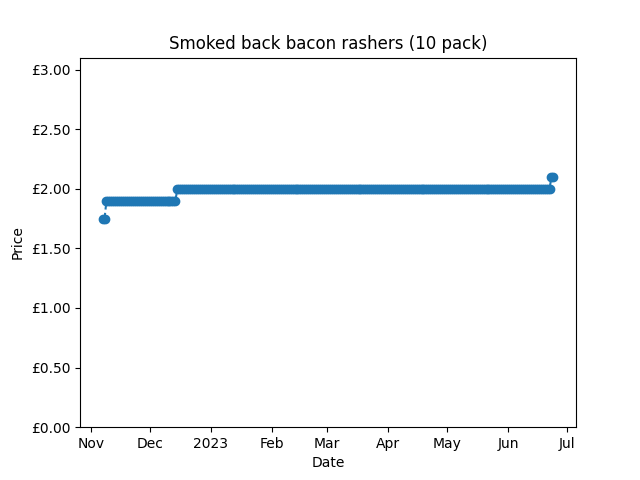 Smoked back bacon rashers (10 pack)
£3.00
£2.50
£2.00
£1.50
£1.00
£0.50
£0.00
Price
Nov Dec 2023 Feb Mar Apr May Jun Jul
Date